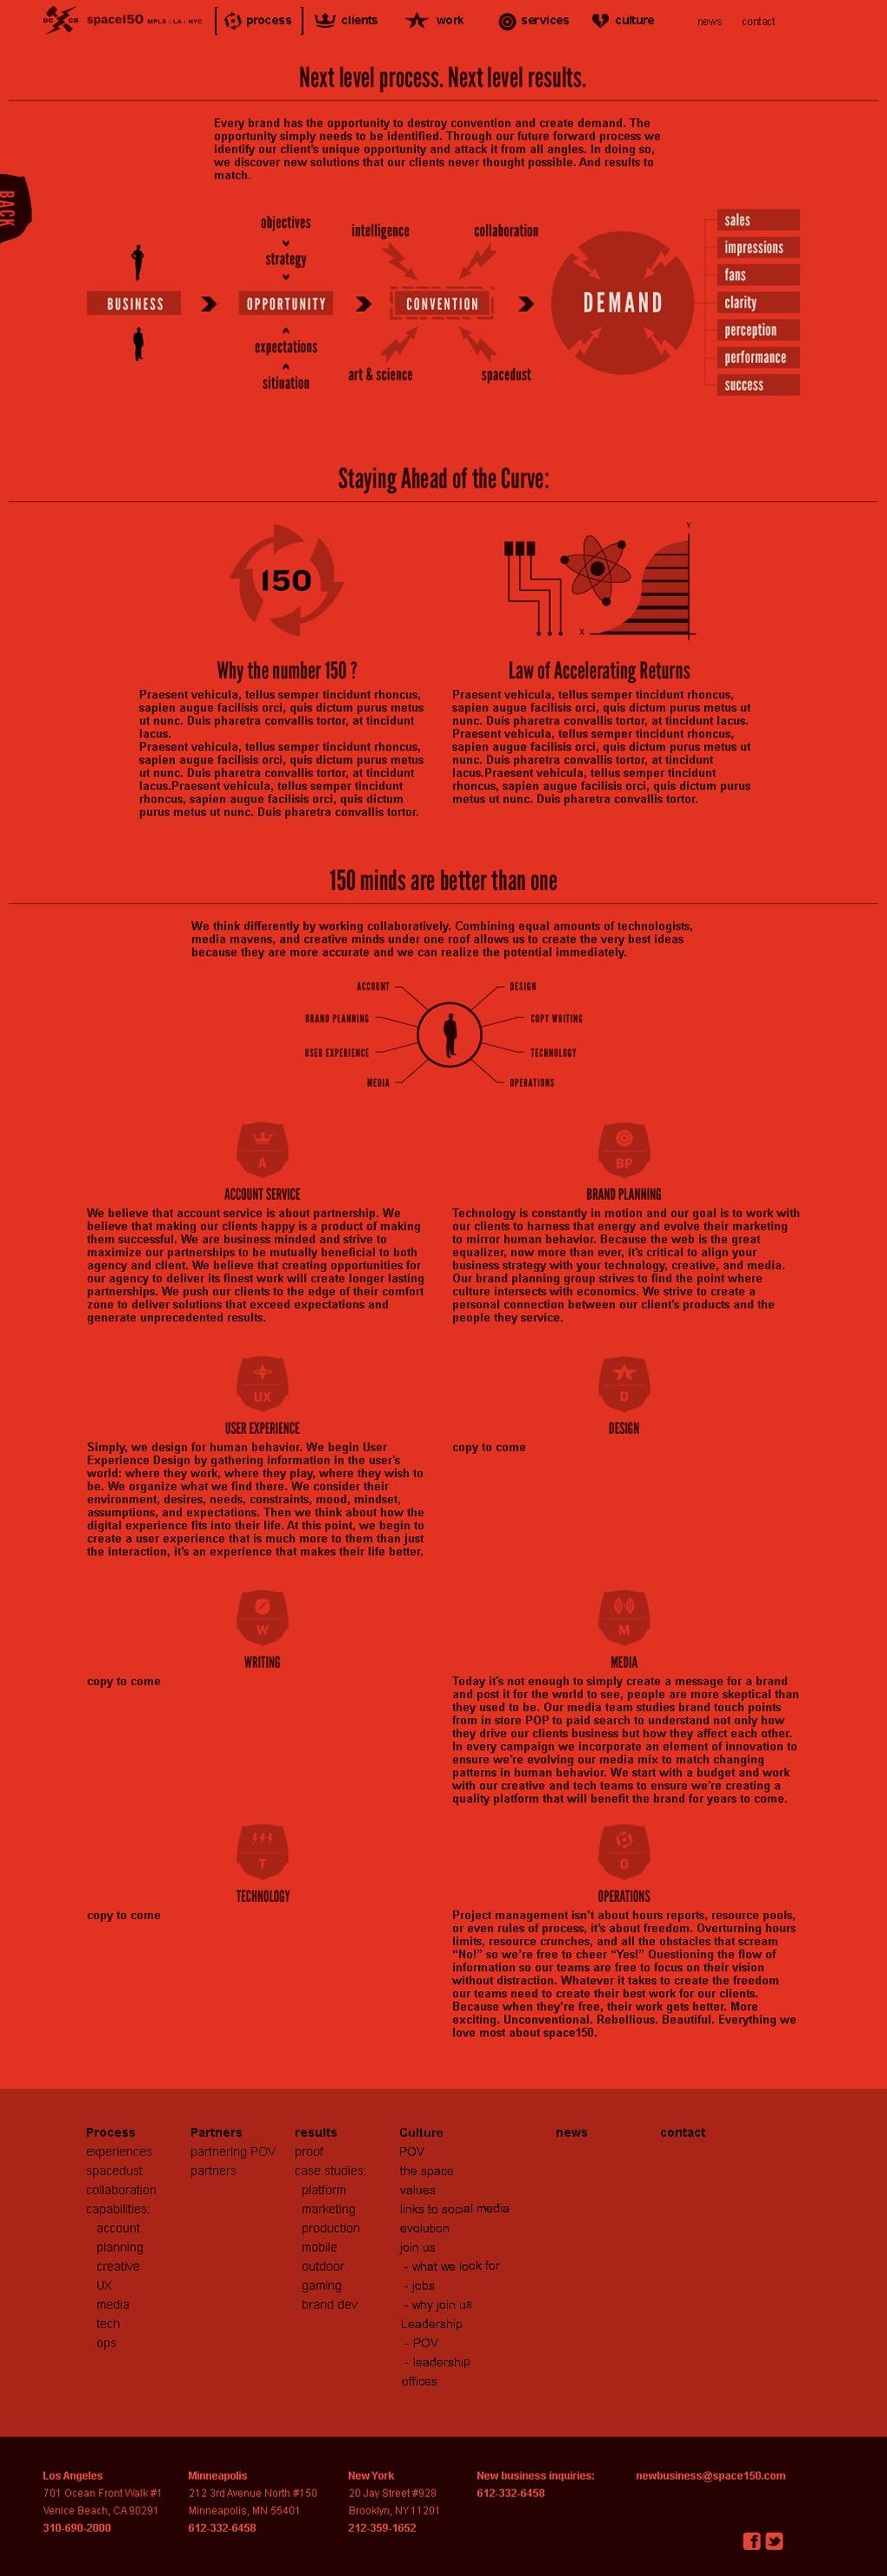 DC CD space150 MPLS : LA : NYC [ process ] clients work services culture news contact
Next level process. Next level results.
Every brand has the opportunity to destroy convention and create demand. The
opportunity simply needs to be identified. Through our future forward process we
identify our client's unique opportunity and attack it from all angles. In doing so,
we discover new solutions that our clients never thought possible. And results to
match.
BACK
objectives
strategy
BUSINESS
OPPORTUNITY
expectations
sitiuation
intelligence
collaboration
CONVENTION
art & science
spacedust
DEMAND
sales
impressions
fans
clarity
perception
performance
success
Staying Ahead of the Curve:
150
Y
X
Why the number 150 ?
Praesent vehicula, tellus semper tincidunt rhoncus,
sapien augue facilisis orci, quis dictum purus metus
ut nunc. Duis pharetra convallis tortor, at tincidunt
lacus.
Praesent vehicula, tellus semper tincidunt rhoncus,
sapien augue facilisis orci, quis dictum purus metus
ut nunc. Duis pharetra convallis tortor, at tincidunt
lacus.Praesent vehicula, tellus semper tincidunt
rhoncus, sapien augue facilisis orci, quis dictum
purus metus ut nunc. Duis pharetra convallis tortor.
Law of Accelerating Returns
Praesent vehicula, tellus semper tincidunt rhoncus,
sapien augue facilisis orci, quis dictum purus metus ut
nunc. Duis pharetra convallis tortor, at tincidunt lacus.
Praesent vehicula, tellus semper tincidunt rhoncus,
sapien augue facilisis orci, quis dictum purus metus ut
nunc. Duis pharetra convallis tortor, at tincidunt
lacus.Praesent vehicula, tellus semper tincidunt
rhoncus, sapien augue facilisis orci, quis dictum purus
metus ut nunc. Duis pharetra convallis tortor.
150 minds are better than one
We think differently by working collaboratively. Combining equal amounts of technologists,
media mavens, and creative minds under one roof allows us to create the very best ideas
because they are more accurate and we can realize the potential immediately.
ACCOUNT
BRAND PLANNING
USER EXPERIENCE
MEDIA
DESIGN
COPY WRITING
TECHNOLOGY
OPERATIONS
A
ACCOUNT SERVICE
We believe that account service is about partnership. We
believe that making our clients happy is a product of making
them successful. We are business minded and strive to
maximize our partnerships to be mutually beneficial to both
agency and client. We believe that creating opportunities for
our agency to deliver its finest work will create longer lasting
partnerships. We push our clients to the edge of their comfort
zone to deliver solutions that exceed expectations and
generate unprecedented results.
BP
BRAND PLANNING
Technology is constantly in motion and our goal is to work with
our clients to harness that energy and evolve their marketing
to mirror human behavior. Because the web is the great
equalizer, now more than ever, it's critical to align your
business strategy with your technology, creative, and media.
Our brand planning group strives to find the point where
culture intersects with economics. We strive to create a
personal connection between our client's products and the
people they service.
UX
USER EXPERIENCE
Simply, we design for human behavior. We begin User
Experience Design by gathering information in the user's
world: where they work, where they play, where they wish to
be. We organize what we find there. We consider their
environment, desires, needs, constraints, mood, mindset,
assumptions, and expectations. Then we think about how the
digital experience fits into their life. At this point, we begin to
create a user experience that is much more to them than just
the interaction, it's an experience that makes their life better.
D
DESIGN
copy to come
W
WRITING
copy to come
M
MEDIA
Today it's not enough to simply create a message for a brand
and post it for the world to see, people are more skeptical than
they used to be. Our media team studies brand touch points
from in store POP to paid search to understand not only how
they drive our clients business but how they affect each other.
In every campaign we incorporate an element of innovation to
ensure we're evolving our media mix to match changing
patterns in human behavior. We start with a budget and work
with our creative and tech teams to ensure we're creating a
quality platform that will benefit the brand for years to come.
T
TECHNOLOGY
copy to come
O
OPERATIONS
Project management isn't about hours reports, resource pools,
or even rules of process, it's about freedom. Overturning hours
limits, resource crunches, and all the obstacles that scream
“No!” so we're free to cheer “Yes!” Questioning the flow of
information so our teams are free to focus on their vision
without distraction. Whatever it takes to create the freedom
our teams need to create their best work for our clients.
Because when they're free, their work gets better. More
exciting. Unconventional. Rebellious. Beautiful. Everything we
love most about space150.
Process
experiences
spacedust
collaboration
capabilities:
account
planning
creative
UX
media
tech
ops
Partners
partnering POV
partners
results
proof
case studies:
platform
marketing
production
mobile
outdoor
gaming
brand dev
Culture
POV
the space
values
links to social media
evolution
join us
- what we look for
- jobs
- why join us
Leadership
- POV
- leadership
offices
news
contact
Los Angeles
701 Ocean Front Walk #1
Venice Beach, CA 90291
310-690-2000
Minneapolis
212 3rd Avenue North #150
Minneapolis, MN 55401
612-332-6458
New York
20 Jay Street #928
Brooklyn, NY 11201
212-359-1652
New business inquiries:
612-332-6458
newbusiness@space150.com
f